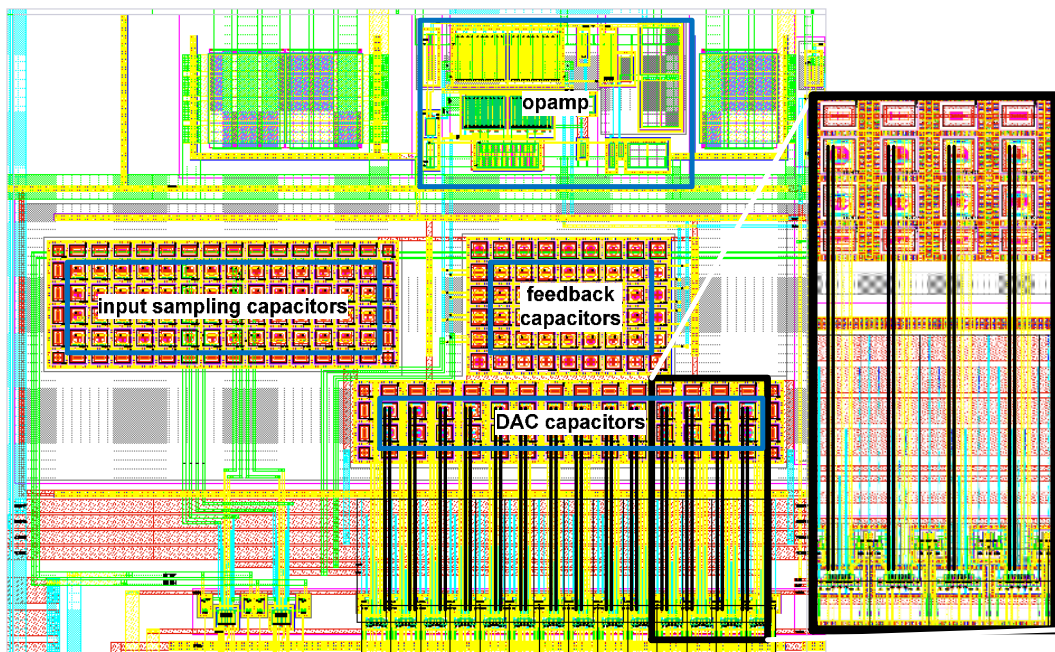 opamp
input sampling capacitors
feedback
capacitors
DAC capacitors